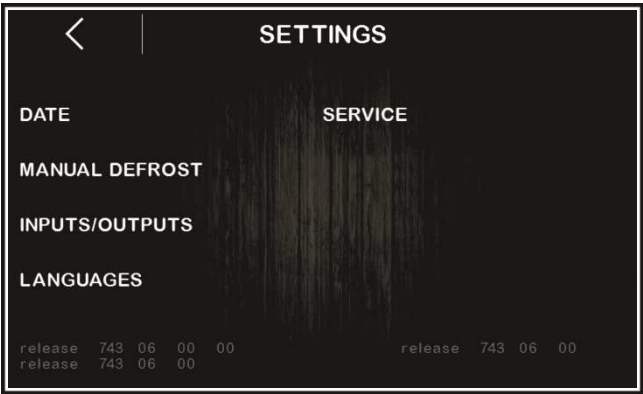 SETTINGS
DATE SERVICE
MANUAL DEFROST
INPUTS/OUTPUTS
LANGUAGES
release 743 06 00 00 release 743 06 00
release 743 06 00